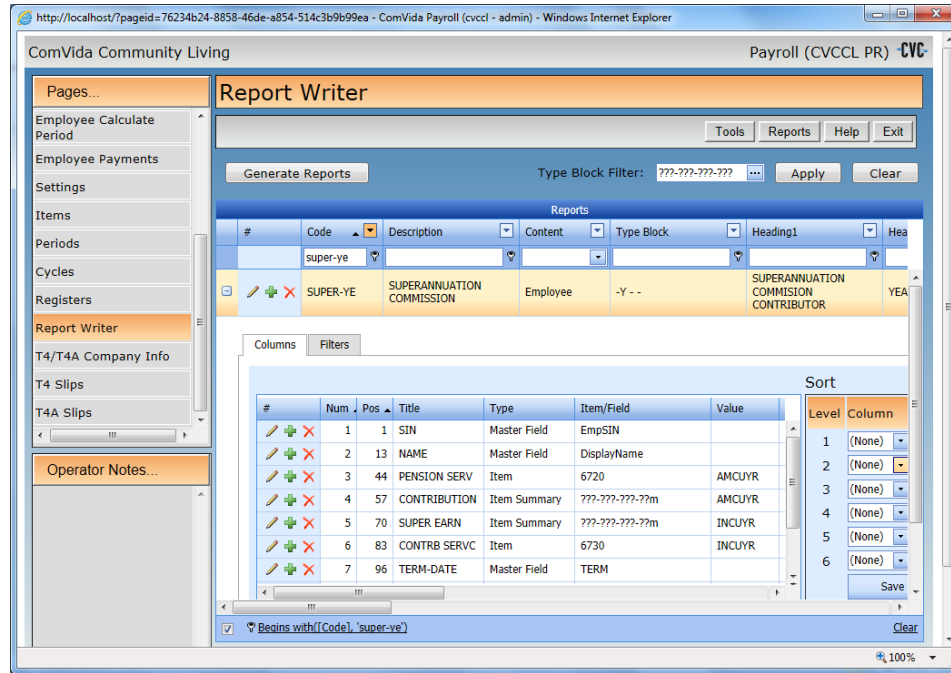 http://localhost/?pageid=76234b24-8858-46de-a854-514c3b9b99ea - ComVida Payroll (cvccl - admin) - Windows Internet Explorer
ComVida Community Living
Payroll (CVCCL PR) CVC
Pages...
Employee Calculate
Period
Employee Payments
Settings
Items
Periods
Cycles
Registers
Report Writer
T4/T4A Company Info
T4 Slips
T4A Slips
Operator Notes...
Report Writer
Tools Reports Help Exit
Generate Reports Type Block Filter: ???-???-???-??? ... Apply Clear
Reports
# Code Description Content Type Block Heading1 Hea
super-ye
SUPER-YE SUPERANNUATION COMMISSION Employee -Y - - SUPERANNUATION COMMISION CONTRIBUTOR YEA
Columns Filters
Sort
# Num Pos Title Type Item/Field Value
1 1 SIN Master Field EmpSIN
2 13 NAME Master Field DisplayName
3 44 PENSION SERV Item 6720 AMCUYR
4 57 CONTRIBUTION Item Summary ???-???-???-??m AMCUYR
5 70 SUPER EARN Item Summary ???-???-???-??m INCUYR
6 83 CONTRB SERVC Item 6730 INCUYR
7 96 TERM-DATE Master Field TERM
Level Column
1 (None)
2 (None)
3 (None)
4 (None)
5 (None)
6 (None)
Save
Begins with([Code], 'super-ye')
Clear
100%